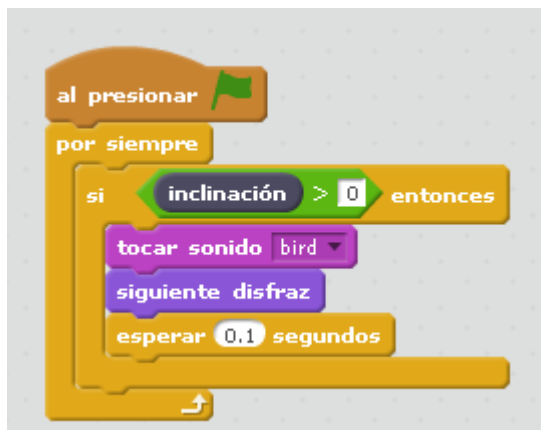 al presionar
por siempre
si inclinación > 0 entonces
tocar sonido bird
siguiente disfraz
esperar 0.1 segundos